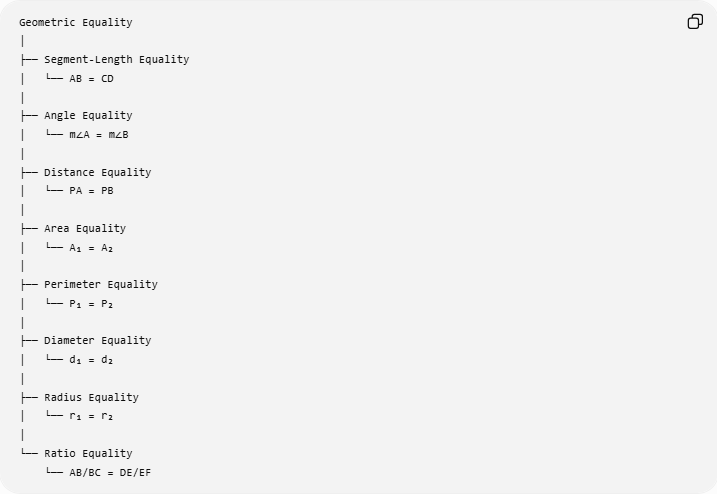 Geometric Equality
│
├── Segment-Length Equality
│   └── AB = CD
│
├── Angle Equality
│   └── m∠A = m∠B
│
├── Distance Equality
│   └── PA = PB
│
├── Area Equality
│   └── A₁ = A₂
│
├── Perimeter Equality
│   └── P₁ = P₂
│
├── Diameter Equality
│   └── d₁ = d₂
│
├── Radius Equality
│   └── r₁ = r₂
│
└── Ratio Equality
    └── AB/BC = DE/EF